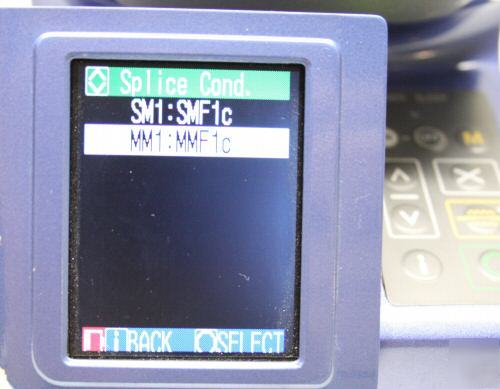 Splice Cond.
SM1:SMF1c
MM1:MMF1c
BACK SELECT
M
i